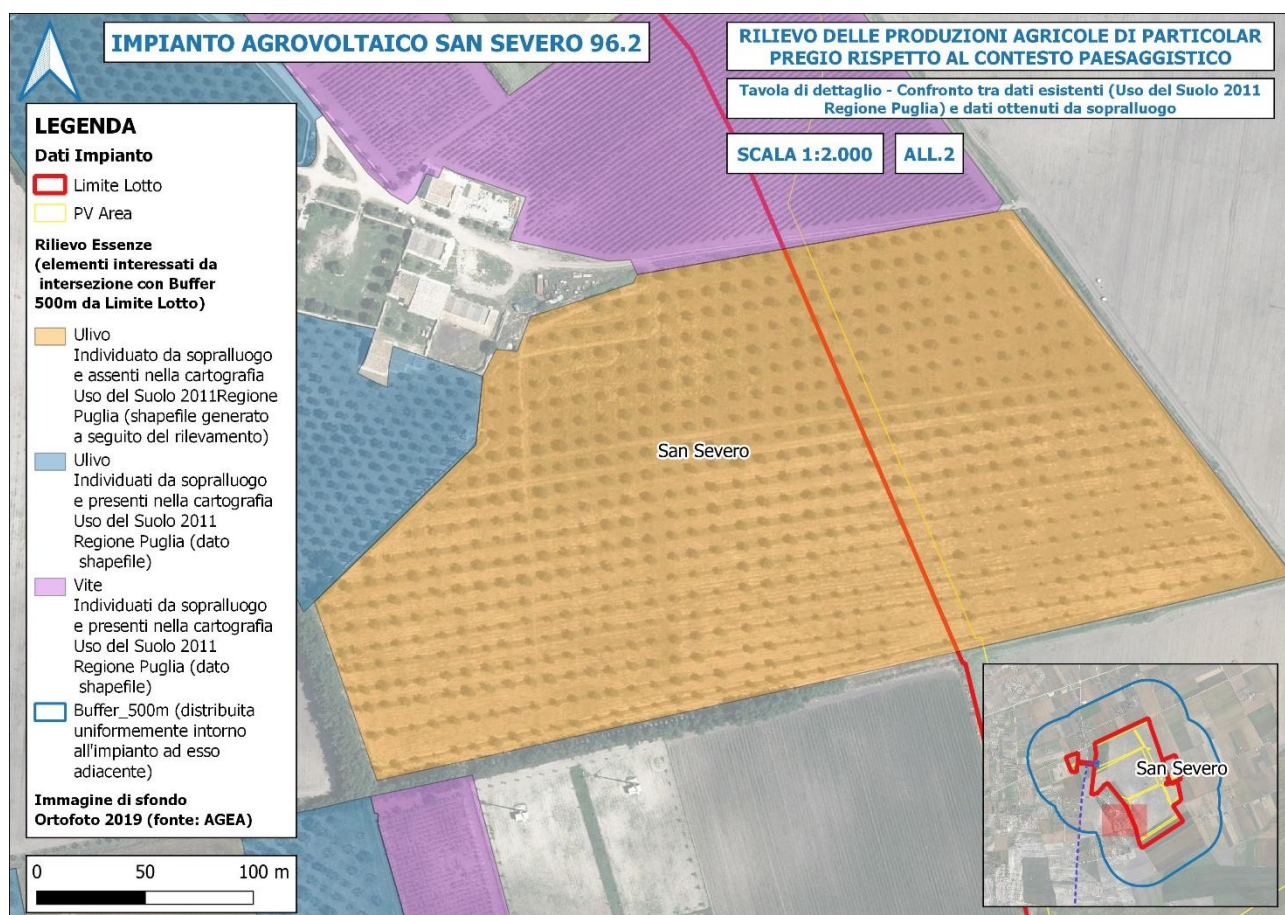 IMPIANTO AGROVOLTAICO SAN SEVERO 96.2
RILIEVO DELLE PRODUZIONI AGRICOLE DI PARTICOLAR
PREGIO RISPETTO AL CONTESTO PAESAGGISTICO
Tavola di dettaglio - Confronto tra dati esistenti (Uso del Suolo 2011
Regione Puglia) e dati ottenuti da sopralluogo
SCALA 1:2.000
ALL.2
LEGENDA
Dati Impianto
Limite Lotto
PV Area
Rilievo Essenze
(elementi interessati da
intersezione con Buffer
500m da Limite Lotto)
Ulivo
Individuato da sopralluogo
e assenti nella cartografia
Uso del Suolo 2011Regione
Puglia (shapefile generato
a seguito del rilevamento)
Ulivo
Individuati da sopralluogo
e presenti nella cartografia
Uso del Suolo 2011
Regione Puglia (dato
shapefile)
Vite
Individuati da sopralluogo
e presenti nella cartografia
Uso del Suolo 2011
Regione Puglia (dato
shapefile)
Buffer_500m (distribuita
uniformemente intorno
all'impianto ad esso
adiacente)
Immagine di sfondo
Ortofoto 2019 (fonte: AGEA)
0 50 100 m
San Severo
San Severo